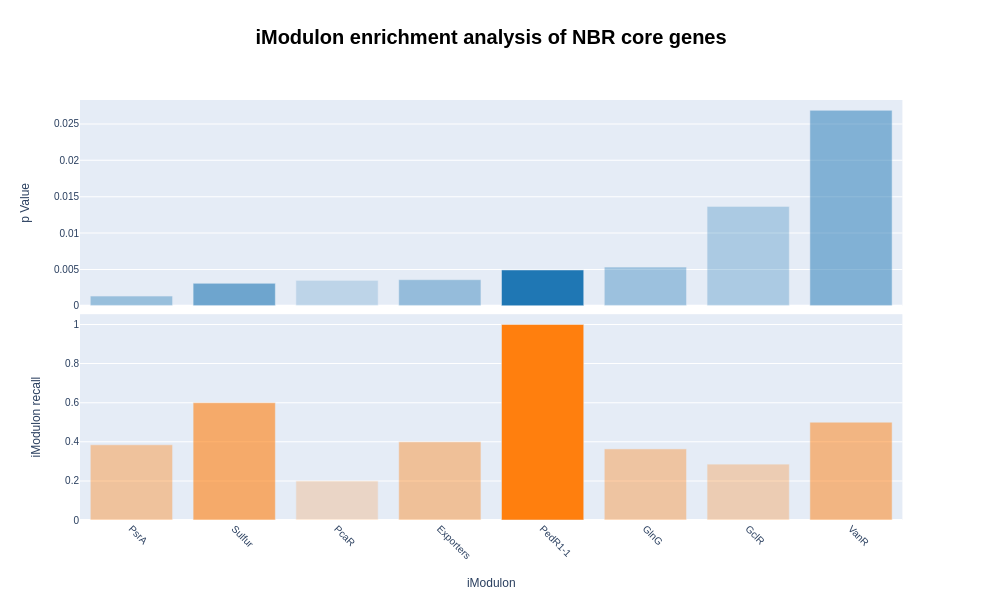 iModulon enrichment analysis of NBR core genes
p Value
0.025
0.02
0.015
0.01
0.005
0
iModulon recall
1
0.8
0.6
0.4
0.2
0
PsrA
Sulfur
PcaR
Exporters
PedR1-1
GlnG
GclR
VanR
iModulon